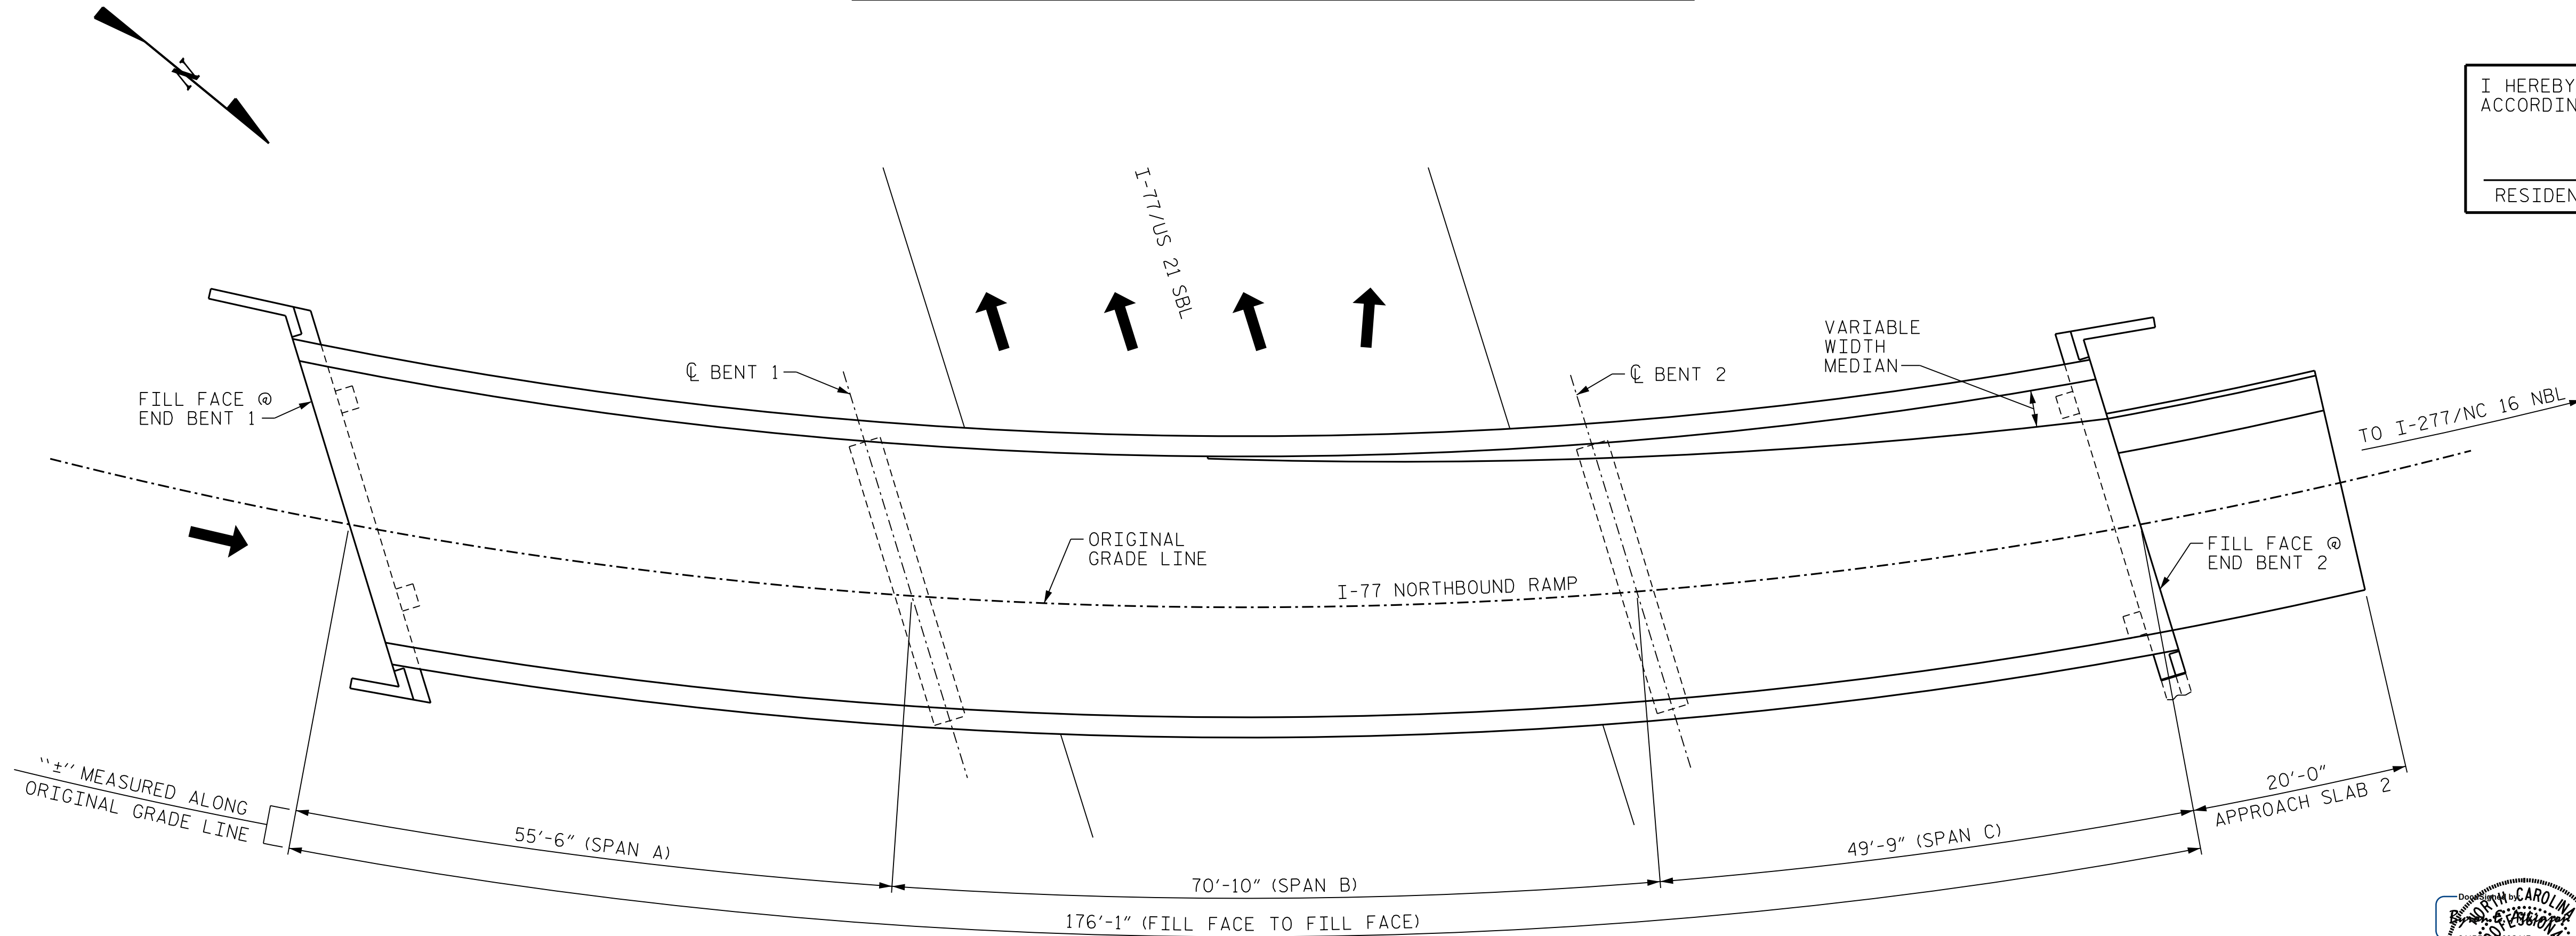 N
I HEREBY
ACCORDIN
RESIDEN
I-77/US 21 SBL
VARIABLE
WIDTH
MEDIAN
℄ BENT 1
℄ BENT 2
FILL FACE @
END BENT 1
TO I-277/NC 16 NBL
ORIGINAL
GRADE LINE
I-77 NORTHBOUND RAMP
FILL FACE @
END BENT 2
"±" MEASURED ALONG
ORIGINAL GRADE LINE
55'-6" (SPAN A)
70'-10" (SPAN B)
49'-9" (SPAN C)
20'-0"
APPROACH SLAB 2
176'-1" (FILL FACE TO FILL FACE)
NORTH CAROLINA